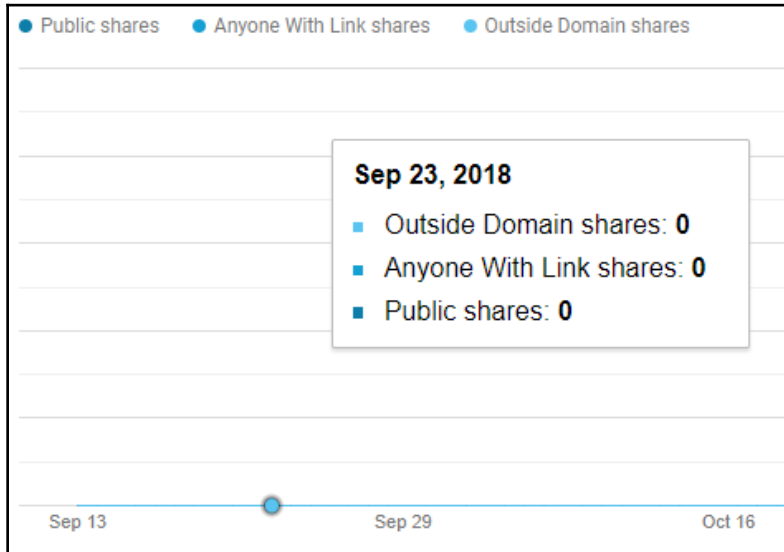 Public shares Anyone With Link shares Outside Domain shares
Sep 23, 2018
Outside Domain shares: 0
Anyone With Link shares: 0
Public shares: 0
Sep 13 Sep 29 Oct 16